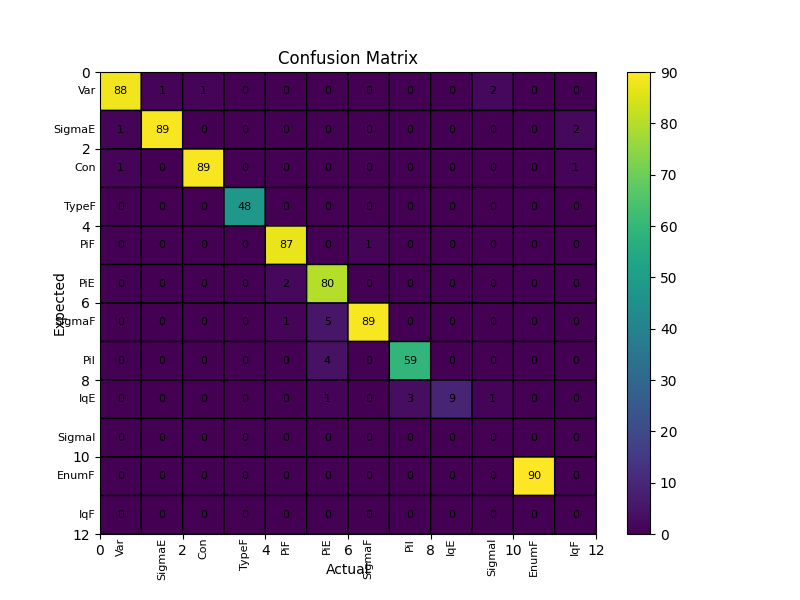 Confusion Matrix
0 90
Var 88 1 1 0 0 0 0 0 0 2 0 0
80
SigmaE 1 89 0 0 0 0 0 0 0 0 0 2
2
Con 1 0 89 0 0 0 0 0 0 0 0 1
70
TypeF 0 0 0 48 0 0 0 0 0 0 0 0
60
4
PiF 0 0 0 0 87 0 1 0 0 0 0 0
50
PiE 0 0 0 0 2 80 0 0 0 0 0 0
6
Expected
40
SigmaF 0 0 0 0 1 5 89 0 0 0 0 0
PiI 0 0 0 0 0 4 0 59 0 0 0 0
30
8
IqE 0 0 0 0 0 1 0 3 9 1 0 0
20
SigmaI 0 0 0 0 0 0 0 0 0 0 0 0
10
10
EnumF 0 0 0 0 0 0 0 0 0 0 90 0
IqF 0 0 0 0 0 0 0 0 0 0 0 0
12 0
0 2 4 6 8 10 12
Var SigmaE Con TypeF PiF PiE SigmaF PiI IqE SigmaI EnumF IqF
Actual